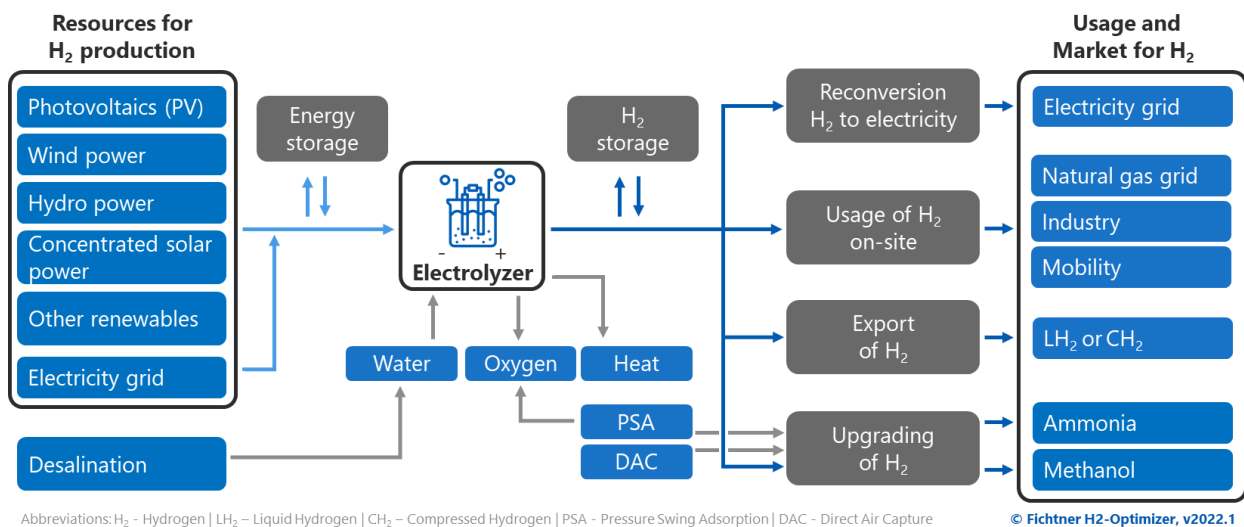 Resources for
H₂ production
Photovoltaics (PV)
Wind power
Hydro power
Concentrated solar
power
Other renewables
Electricity grid
Desalination
Energy
storage
- +
Electrolyzer
Water
Oxygen
Heat
PSA
DAC
H₂
storage
Reconversion
H₂ to electricity
Usage of H₂
on-site
Export
of H₂
Upgrading
of H₂
Usage and
Market for H₂
Electricity grid
Natural gas grid
Industry
Mobility
LH₂ or CH₂
Ammonia
Methanol
Abbreviations: H₂ - Hydrogen | LH₂ – Liquid Hydrogen | CH₂ – Compressed Hydrogen | PSA - Pressure Swing Adsorption | DAC - Direct Air Capture
© Fichtner H2-Optimizer, v2022.1